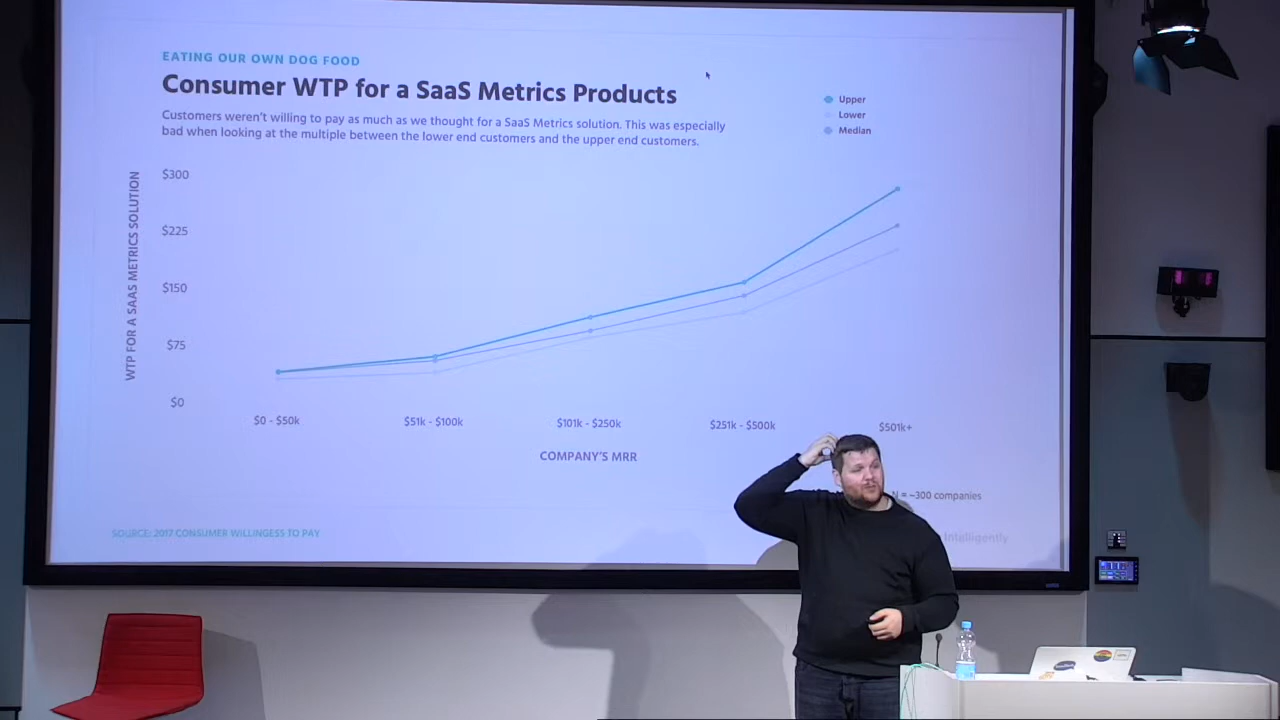 EATING OUR OWN DOG FOOD
Consumer WTP for a SaaS Metrics Products
Customers weren't willing to pay as much as we thought for a SaaS Metrics solution. This was especially
bad when looking at the multiple between the lower end customers and the upper end customers.
Upper
Lower
Median
WTP FOR A SAAS METRICS SOLUTION
$300
$225
$150
$75
$0
$0 - $50k
$51k - $100k
$101k - $250k
$251k - $500k
$501k+
COMPANY'S MRR
N = ~300 companies
SOURCE: 2017 CONSUMER WILLINGESS TO PAY
Intelligently